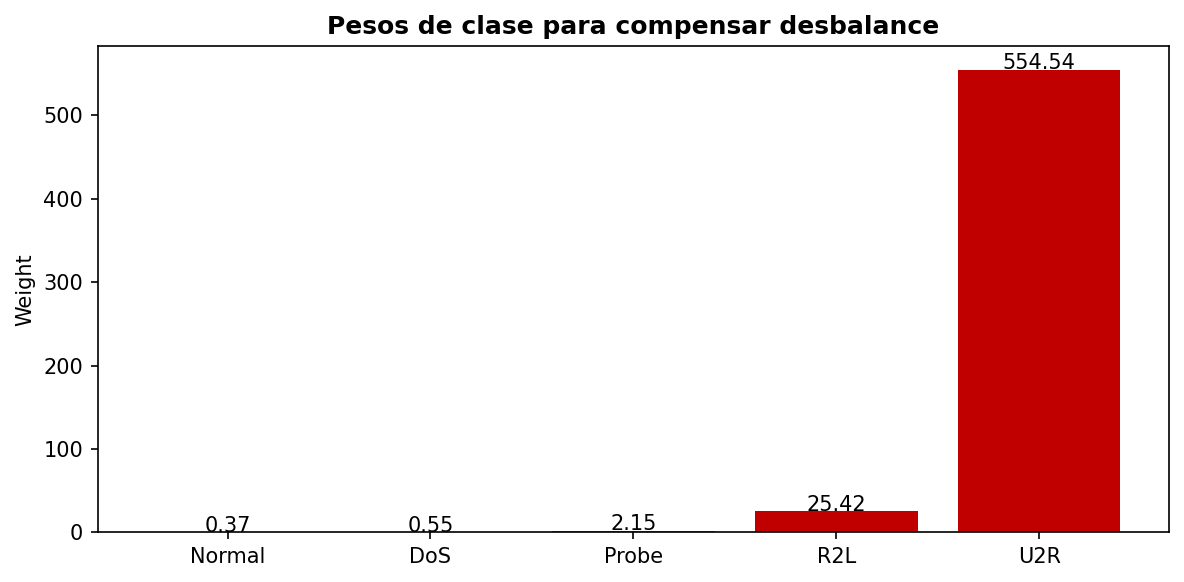 Pesos de clase para compensar desbalance
554.54
500
400
300
200
100
0
Weight
0.37
0.55
2.15
25.42
Normal
DoS
Probe
R2L
U2R